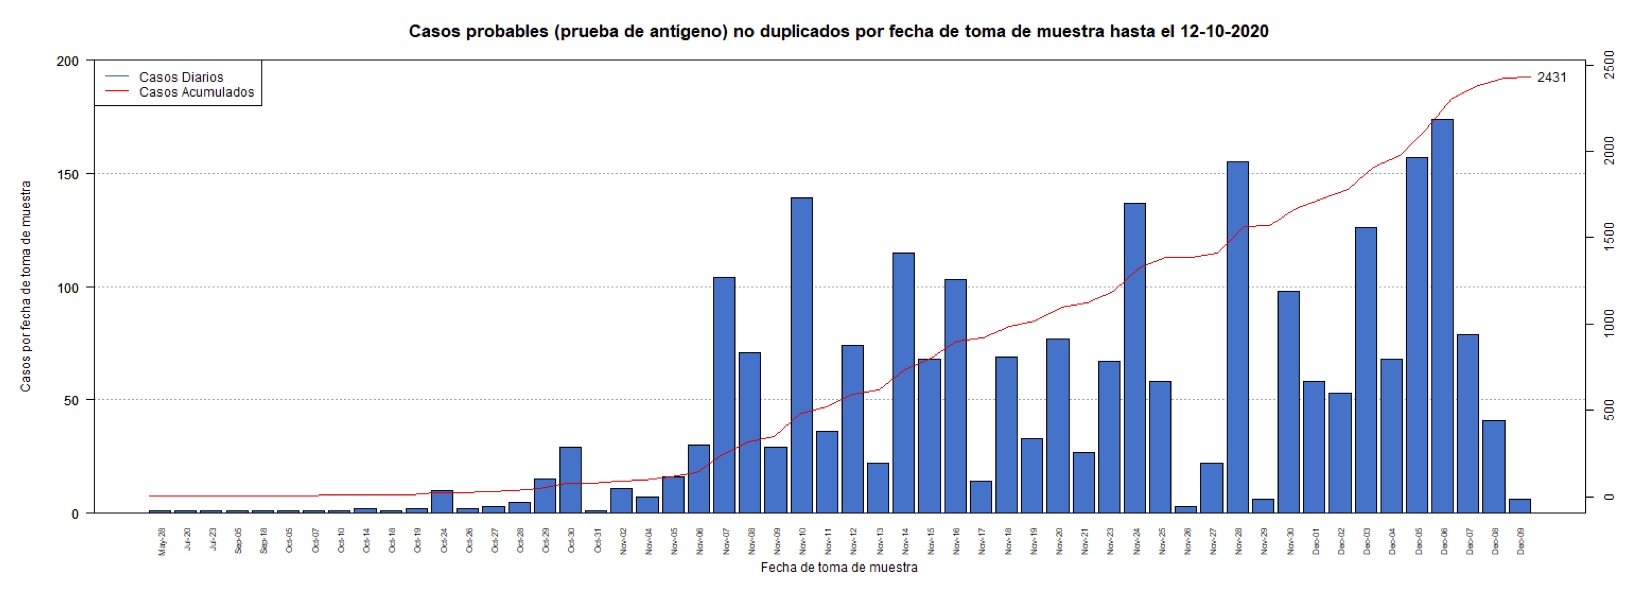 Casos probables (prueba de antígeno) no duplicados por fecha de toma de muestra hasta el 12-10-2020
Casos Diarios
Casos Acumulados
2431
Casos por fecha de toma de muestra
200
150
100
50
0
2500
2000
1500
1000
500
0
May-28 Jul-20 Jul-23 Sep-05 Sep-18 Oct-05 Oct-07 Oct-10 Oct-14 Oct-18 Oct-19 Oct-24 Oct-26 Oct-27 Oct-28 Oct-29 Oct-30 Oct-31 Nov-02 Nov-04 Nov-05 Nov-06 Nov-07 Nov-08 Nov-09 Nov-10 Nov-11 Nov-12 Nov-13 Nov-14 Nov-15 Nov-16 Nov-17 Nov-18 Nov-19 Nov-20 Nov-21 Nov-23 Nov-24 Nov-25 Nov-26 Nov-27 Nov-28 Nov-29 Nov-30 Dec-01 Dec-02 Dec-03 Dec-04 Dec-05 Dec-06 Dec-07 Dec-08 Dec-09
Fecha de toma de muestra